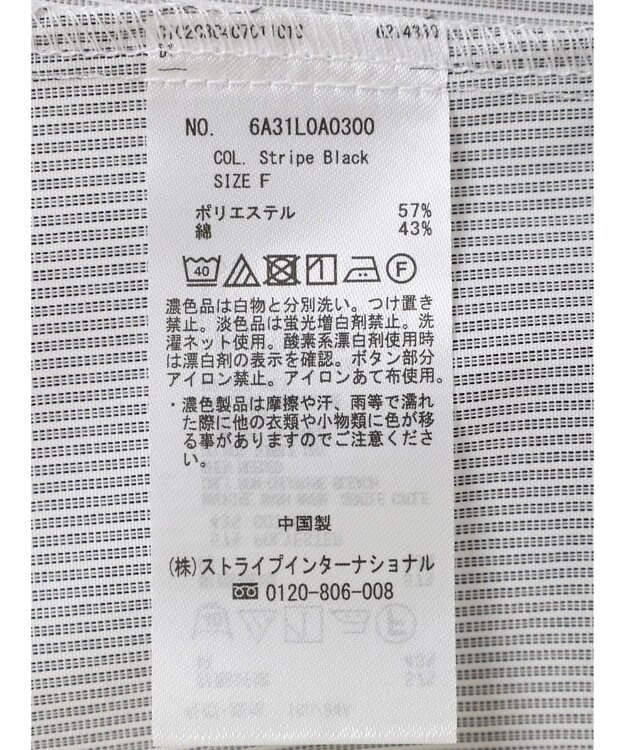 NO. 6A31L0A0300
COL. Stripe Black
SIZE F
ポリエステル 57%
綿 43%
40 F
濃色品は白物と分別洗い。つけ置き
禁止。淡色品は蛍光増白剤禁止。洗
濯ネット使用。酸素系漂白剤使用時
は漂白剤の表示を確認。ボタン部分
アイロン禁止。アイロンあて布使用。
・濃色製品は摩擦や汗、雨等で濡れ
た際に他の衣類や小物類に色が移
る事がありますのでご注意くださ
い。
中国製
(株)ストライプインターナショナル
0120-806-008